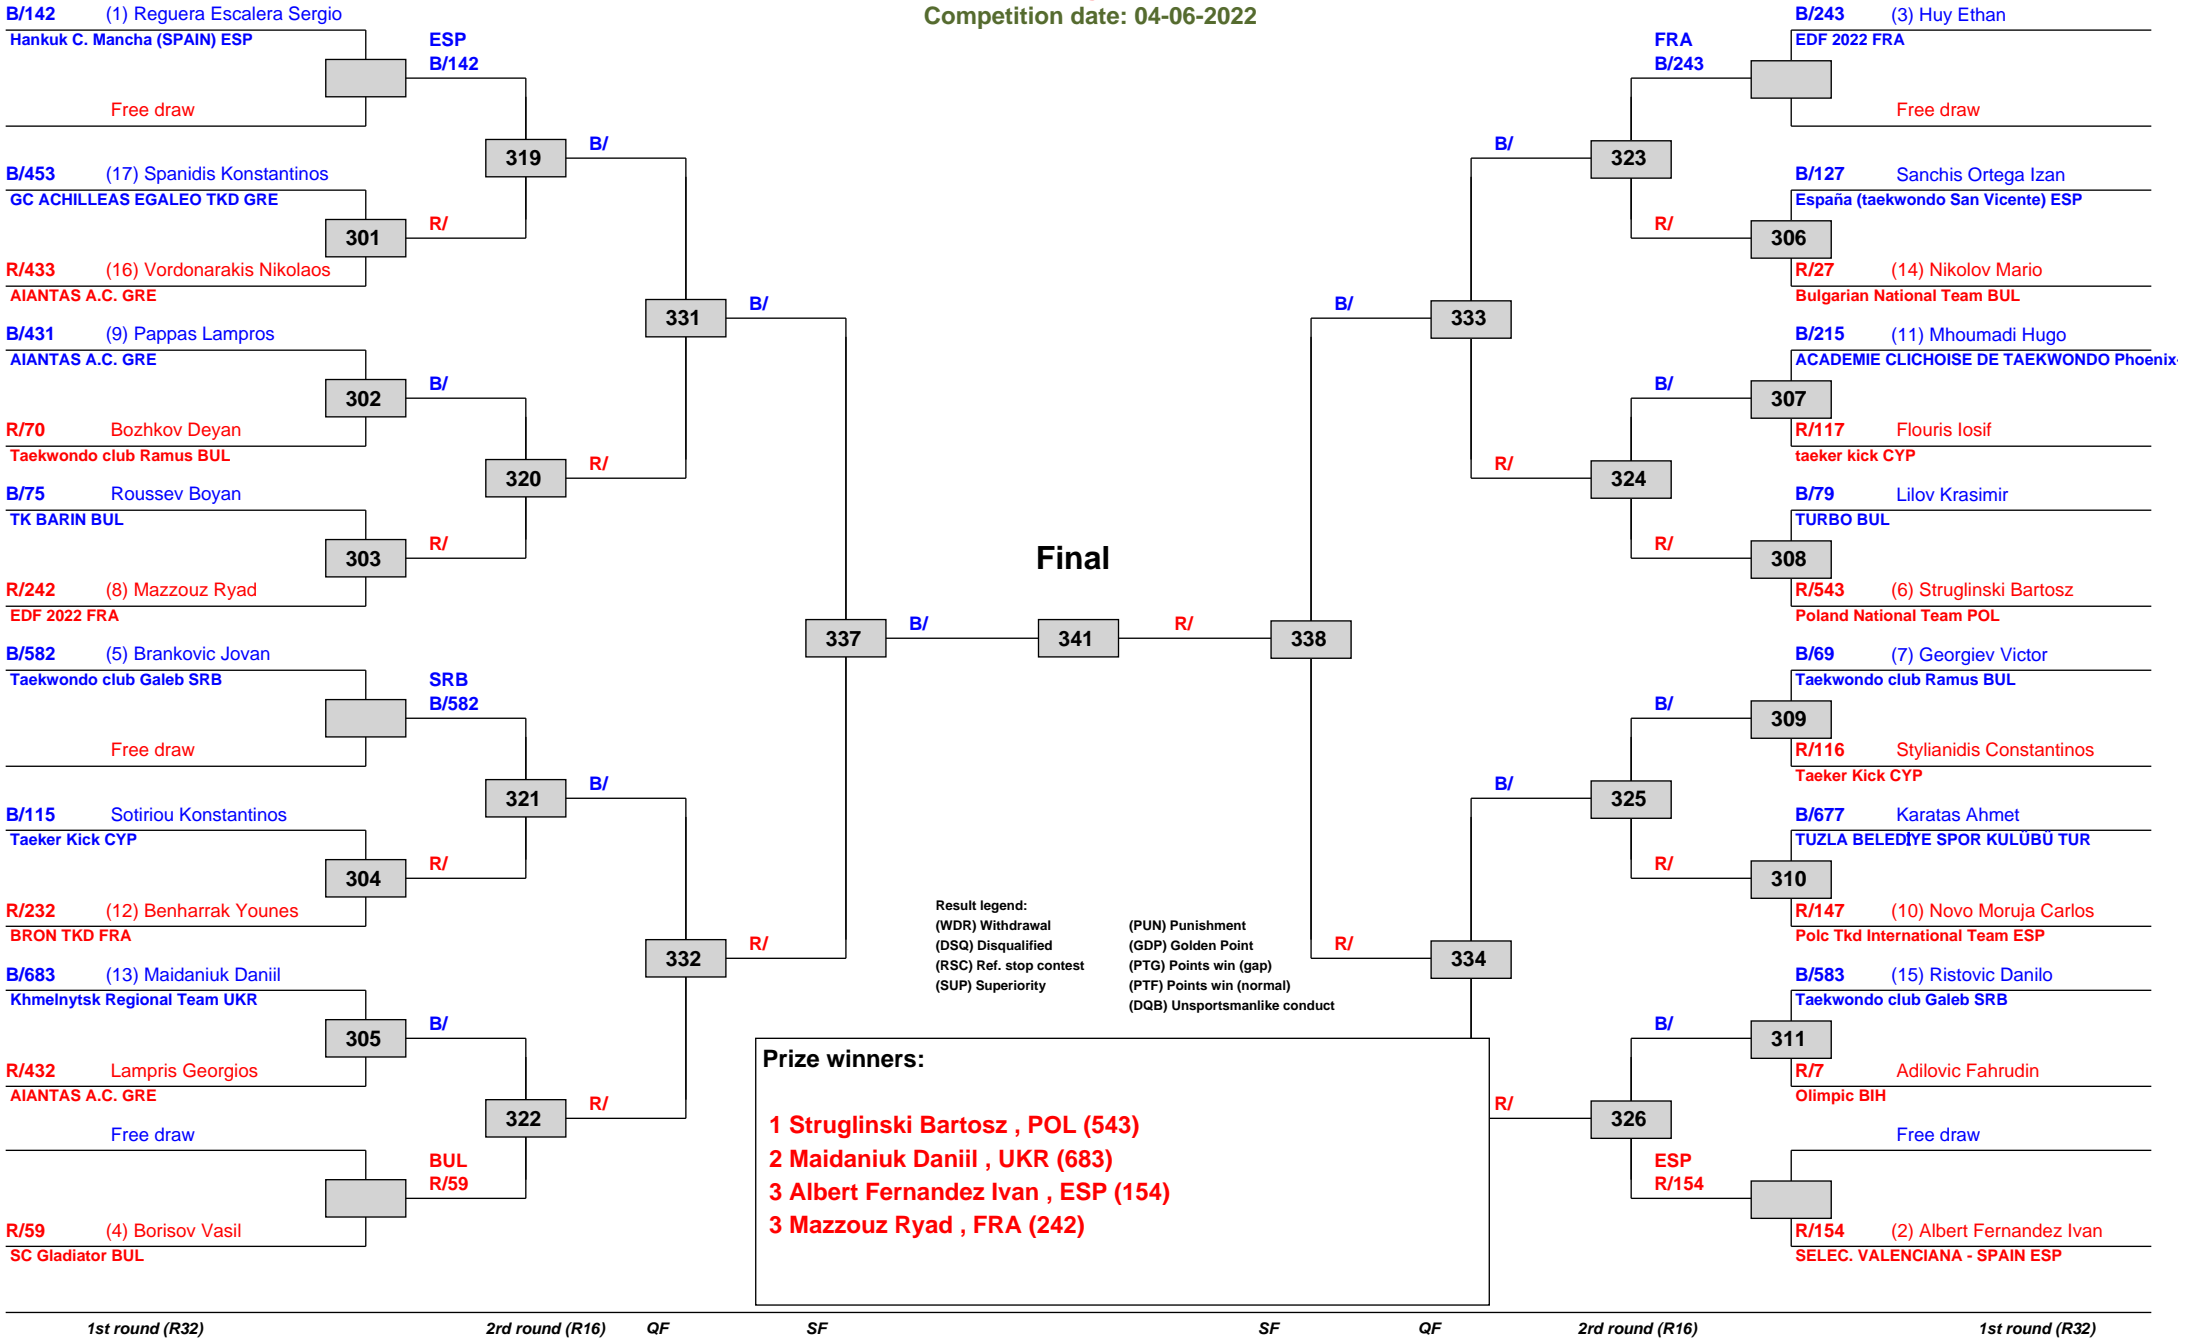 Competition date: 04-06-2022
B/142 (1) Reguera Escalera Sergio
Hankuk C. Mancha (SPAIN) ESP
Free draw
ESP
B/142
B/453 (17) Spanidis Konstantinos
GC ACHILLEAS EGALEO TKD GRE
301
R/433 (16) Vordonarakis Nikolaos
AIANTAS A.C. GRE
R/
319
B/
B/431 (9) Pappas Lampros
AIANTAS A.C. GRE
302
R/70 Bozhkov Deyan
Taekwondo club Ramus BUL
B/
B/75 Roussev Boyan
TK BARIN BUL
303
R/242 (8) Mazzouz Ryad
EDF 2022 FRA
R/
320
R/
331
B/
B/582 (5) Brankovic Jovan
Taekwondo club Galeb SRB
Free draw
SRB
B/582
B/115 Sotiriou Konstantinos
Taeker Kick CYP
304
R/232 (12) Benharrak Younes
BRON TKD FRA
R/
321
B/
B/683 (13) Maidaniuk Daniil
Khmelnytsk Regional Team UKR
305
R/432 Lampris Georgios
AIANTAS A.C. GRE
B/
Free draw
R/59 (4) Borisov Vasil
SC Gladiator BUL
BUL
R/59
322
R/
332
R/
337
B/
Final
341
R/
338
B/
R/
B/243 (3) Huy Ethan
EDF 2022 FRA
Free draw
FRA
B/243
B/127 Sanchis Ortega Izan
España (taekwondo San Vicente) ESP
306
R/27 (14) Nikolov Mario
Bulgarian National Team BUL
R/
323
B/
B/215 (11) Mhoumadi Hugo
ACADEMIE CLICHOISE DE TAEKWONDO Phoenix-
307
R/117 Flouris Iosif
taeker kick CYP
B/
B/79 Lilov Krasimir
TURBO BUL
308
R/543 (6) Struglinski Bartosz
Poland National Team POL
R/
324
R/
333
B/69 (7) Georgiev Victor
Taekwondo club Ramus BUL
309
R/116 Stylianidis Constantinos
Taeker Kick CYP
B/
B/677 Karatas Ahmet
TUZLA BELEDİYE SPOR KULÜBÜ TUR
310
R/147 (10) Novo Moruja Carlos
Polc Tkd International Team ESP
R/
325
B/
B/583 (15) Ristovic Danilo
Taekwondo club Galeb SRB
311
R/7 Adilovic Fahrudin
Olimpic BIH
B/
Free draw
R/154 (2) Albert Fernandez Ivan
SELEC. VALENCIANA - SPAIN ESP
ESP
R/154
326
R/
334
Result legend:
(WDR) Withdrawal (PUN) Punishment
(DSQ) Disqualified (GDP) Golden Point
(RSC) Ref. stop contest (PTG) Points win (gap)
(SUP) Superiority (PTF) Points win (normal)
(DQB) Unsportsmanlike conduct
Prize winners:
1 Struglinski Bartosz , POL (543)
2 Maidaniuk Daniil , UKR (683)
3 Albert Fernandez Ivan , ESP (154)
3 Mazzouz Ryad , FRA (242)
1st round (R32) 2rd round (R16) QF SF SF QF 2rd round (R16) 1st round (R32)